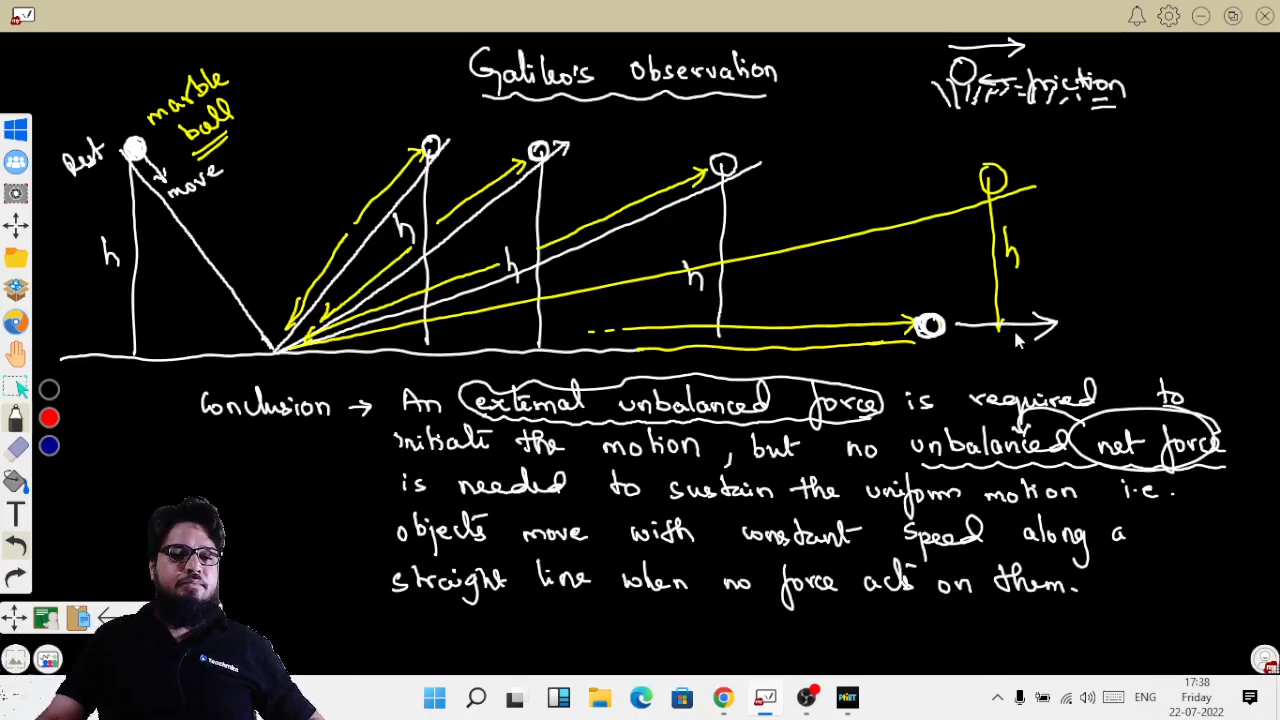 Galileo's Observation
friction
marble
ball
Rest
move
h
h
h
h
h
Conclusion → An external unbalanced force is required to
initiate the motion, but no unbalanced net force
is needed to sustain the uniform motion i.e.
objects move with constant speed along a
straight line when no force acts on them.
Teachmint
T
PhET
ENG
17:38
Friday
22-07-2022